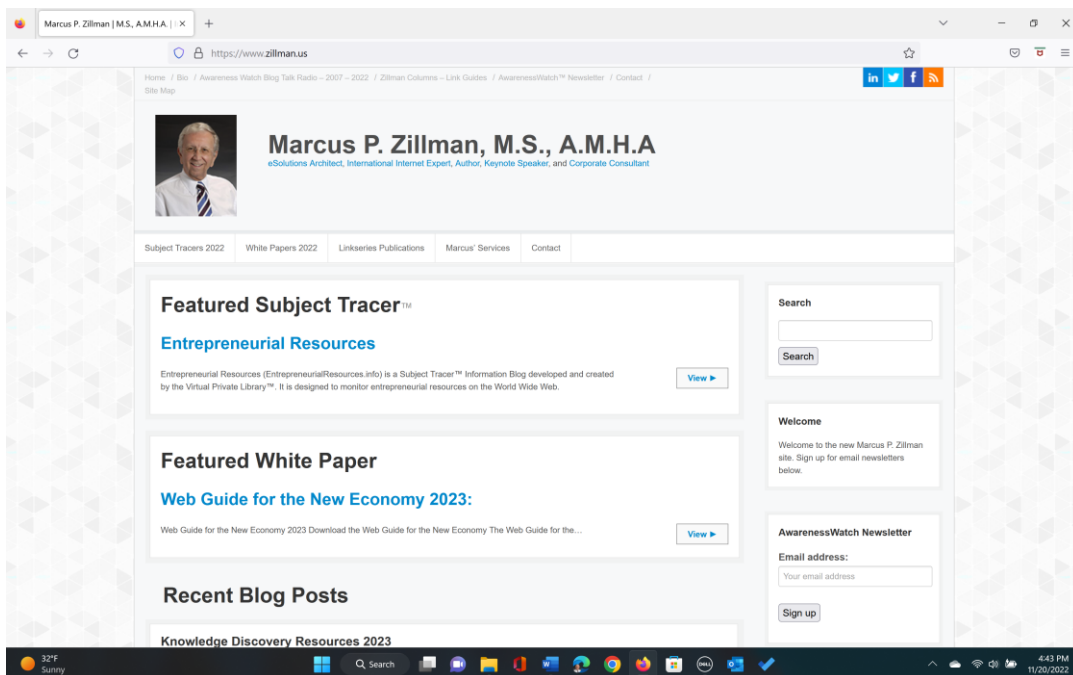 Marcus P. Zillman | M.S., A.M.H.A. |
https://www.zillman.us
Home / Bio / Awareness Watch Blog Talk Radio – 2007 – 2022 / Zillman Columns – Link Guides / AwarenessWatch™ Newsletter / Contact /
Site Map
in
f
Marcus P. Zillman, M.S., A.M.H.A
eSolutions Architect, International Internet Expert, Author, Keynote Speaker, and Corporate Consultant
Subject Tracers 2022 White Papers 2022 Linkseries Publications Marcus' Services Contact
Featured Subject Tracer™
Entrepreneurial Resources
Entrepreneurial Resources (EntrepreneurialResources.info) is a Subject Tracer™ Information Blog developed and created
by the Virtual Private Library™. It is designed to monitor entrepreneurial resources on the World Wide Web.
View ►
Featured White Paper
Web Guide for the New Economy 2023:
Web Guide for the New Economy 2023 Download the Web Guide for the New Economy The Web Guide for the…
View ►
Recent Blog Posts
Knowledge Discovery Resources 2023
Search
Search
Welcome
Welcome to the new Marcus P. Zillman
site. Sign up for email newsletters
below.
AwarenessWatch Newsletter
Email address:
Your email address
Sign up
32°F
Sunny
Search
DELL
4:43 PM
11/20/2022